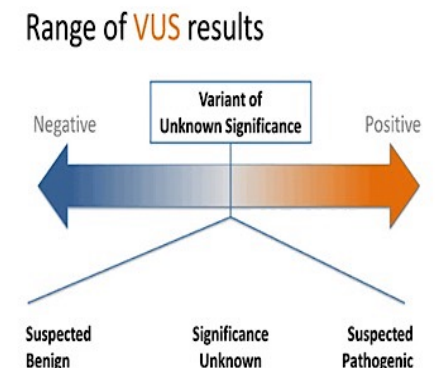 Range of VUS results
Variant of
Unknown Significance
Negative
Positive
Suspected
Benign
Significance
Unknown
Suspected
Pathogenic